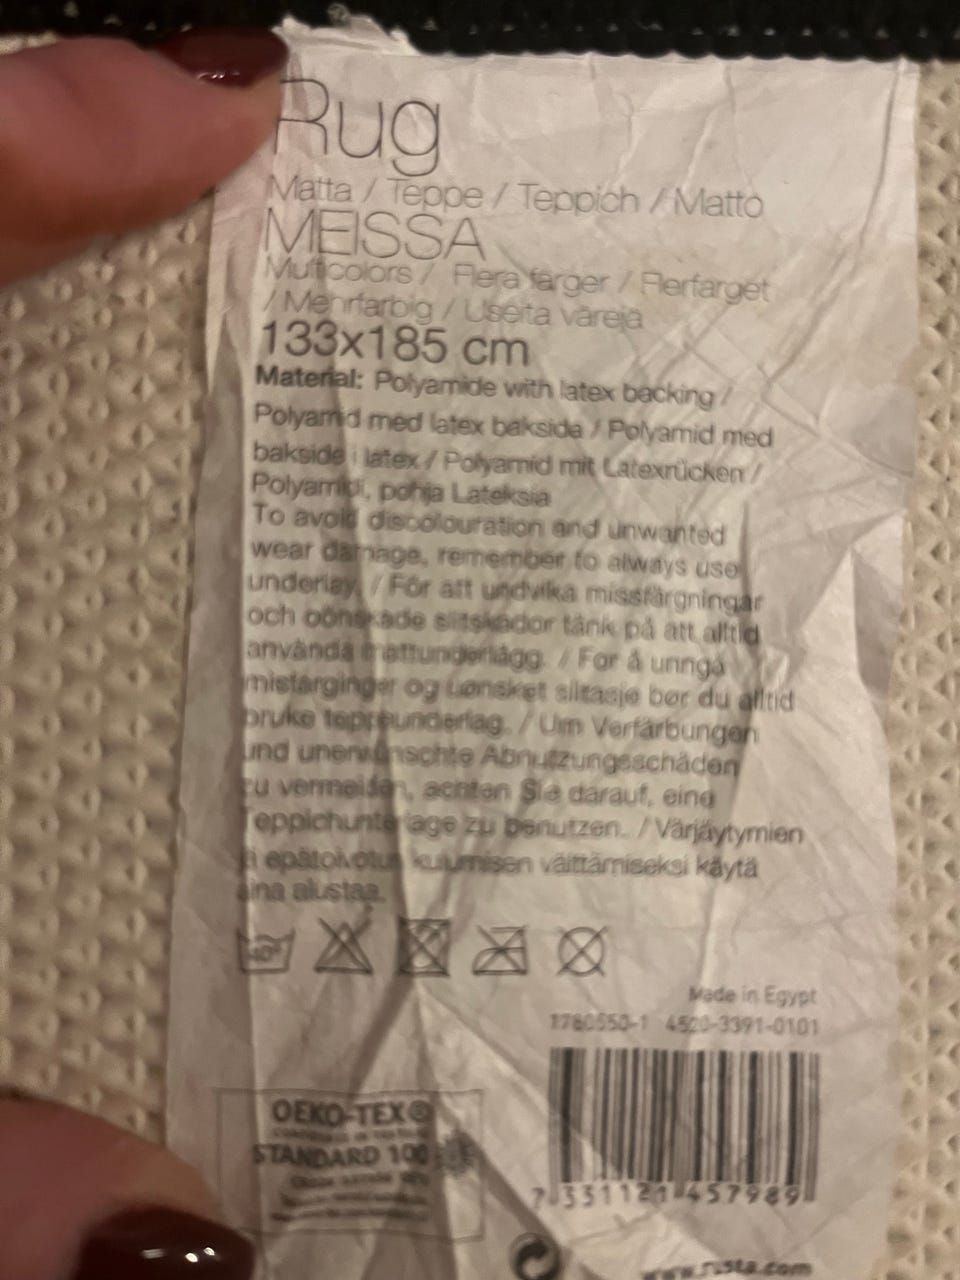 Rug
Matta / Teppe / Teppich / Matto
MEISSA
Multicolors / Flera färger / Flerfarget
/ Mehrfarbig / Useita värejä
133x185 cm
Material: Polyamide with latex backing /
Polyamid med latex baksida / Polyamid med
bakside i latex / Polyamid mit Latexrücken /
Polyamidi, pohja Lateksia
To avoid discolouration and unwanted
wear damage, remember to always use
underlay. / För att undvika missfärgningar
och oönskade slitskador tänk på att alltid
använda mattunderlägg. / For å unngå
misfarginger og uønsket slitasje bør du alltid
bruke teppeunderlag. / Um Verfärbungen
und unerwünschte Abnutzungsschäden
zu vermeiden, achten Sie darauf, eine
Teppichunterlage zu benutzen. / Värjäytymien
ja epätoivotun kulumisen välttämiseksi käytä
aina alustaa.
40°
Made in Egypt
1780550-1 4520-3391-0101
OEKO-TEX®
STANDARD 100
7 331121 457989
www.rusta.com